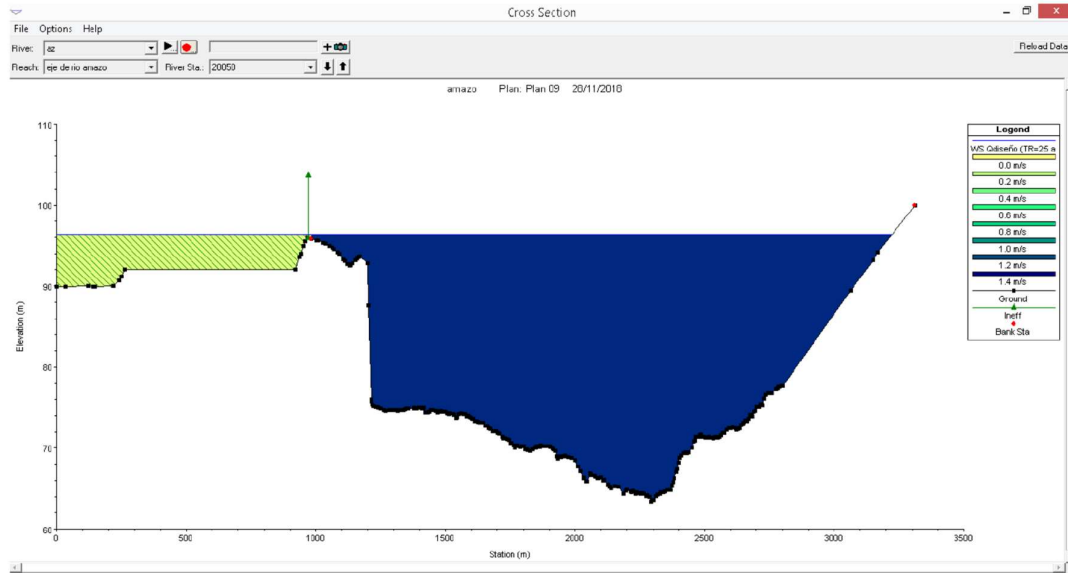 Cross Section
File Options Help
River: az
Reload Data
Reach: eje de rio amazo River Sta.: 20050
amazo Plan: Plan 09 28/11/2018
Legend
WS Qdiseño (TR=25 a
0.0 m/s
0.2 m/s
0.4 m/s
0.6 m/s
0.8 m/s
1.0 m/s
1.2 m/s
1.4 m/s
Ground
Ineff
Bank Sta
110
100
90
80
70
60
Elevation (m)
0 500 1000 1500 2000 2500 3000 3500
Station (m)